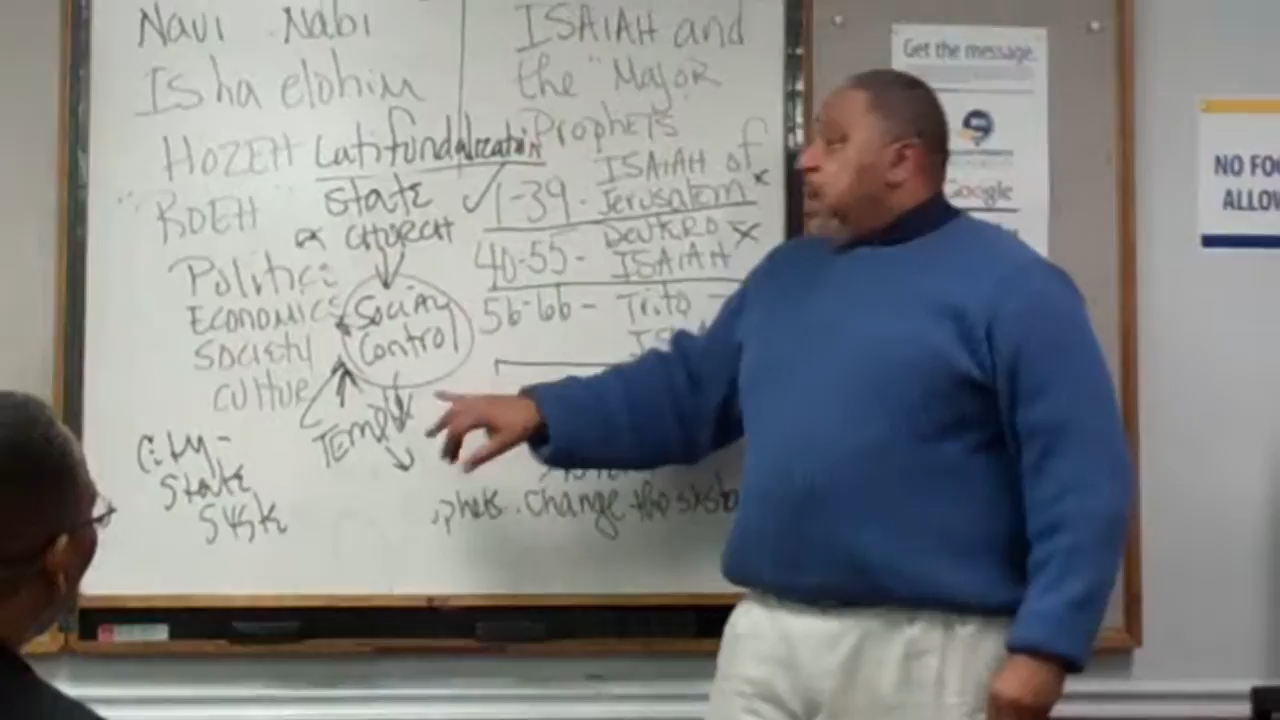 Navi Nabi
Isha elohim
HOZEH
ROEH
Politics
Economics
Society
culture
City-
State
Latifundalization
State
CHURCH
Social
Control
Temple
ISAIAH and
the "Major
Prophets
1-39 - ISAIAH of
Jerusalem x
40-55 - Deutero x
ISAIAH
56-66 - Trito -
phets. Change the
Get the message.
Google
NO FO
ALLOW